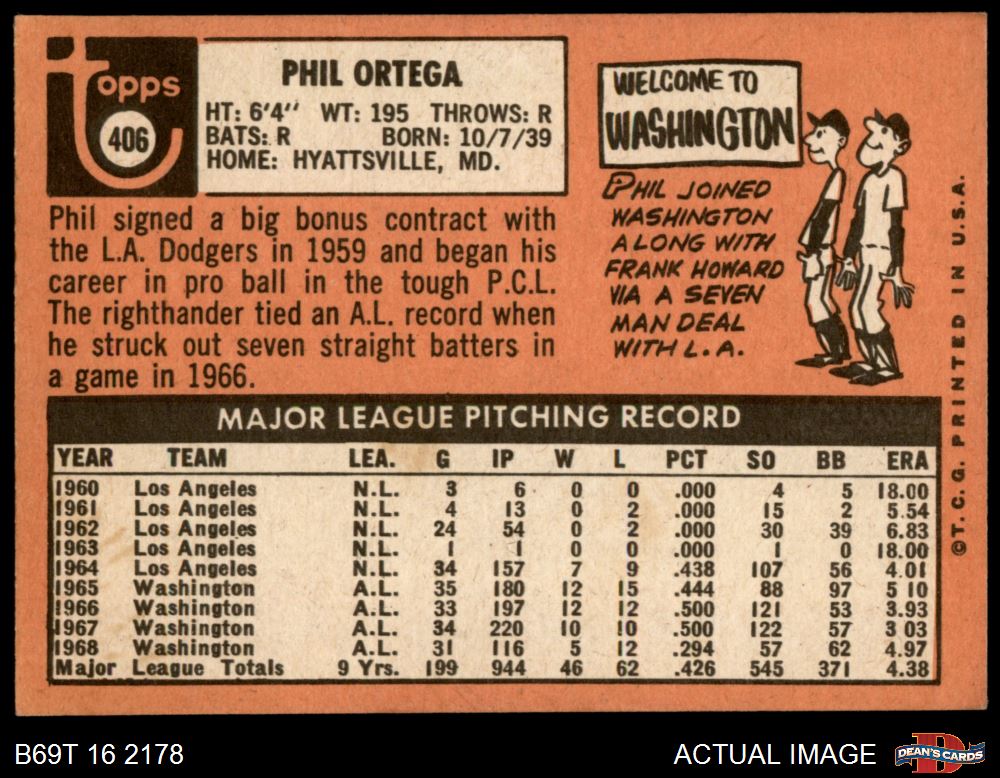 topps
406
PHIL ORTEGA
HT: 6'4" WT: 195 THROWS: R
BATS: R BORN: 10/7/39
HOME: HYATTSVILLE, MD.
Phil signed a big bonus contract with
the L.A. Dodgers in 1959 and began his
career in pro ball in the tough P.C.L.
The righthander tied an A.L. record when
he struck out seven straight batters in
a game in 1966.
WELCOME TO
WASHINGTON
PHIL JOINED
WASHINGTON
ALONG WITH
FRANK HOWARD
VIA A SEVEN
MAN DEAL
WITH L.A.
©T.C.G. PRINTED IN U.S.A.
MAJOR LEAGUE PITCHING RECORD
YEAR TEAM LEA. G IP W L PCT SO BB ERA
1960 Los Angeles N.L. 3 6 0 0 .000 4 5 18.00
1961 Los Angeles N.L. 4 13 0 2 .000 15 2 5.54
1962 Los Angeles N.L. 24 54 0 2 .000 30 39 6.83
1963 Los Angeles N.L. 1 1 0 0 .000 1 0 18.00
1964 Los Angeles N.L. 34 157 7 9 .438 107 56 4.01
1965 Washington A.L. 35 180 12 15 .444 88 97 5 10
1966 Washington A.L. 33 197 12 12 .500 121 53 3.93
1967 Washington A.L. 34 220 10 10 .500 122 57 3 03
1968 Washington A.L. 31 116 5 12 .294 57 62 4.97
Major League Totals 9 Yrs. 199 944 46 62 .426 545 371 4.38
B69T 16 2178
ACTUAL IMAGE
DEAN'S CARDS